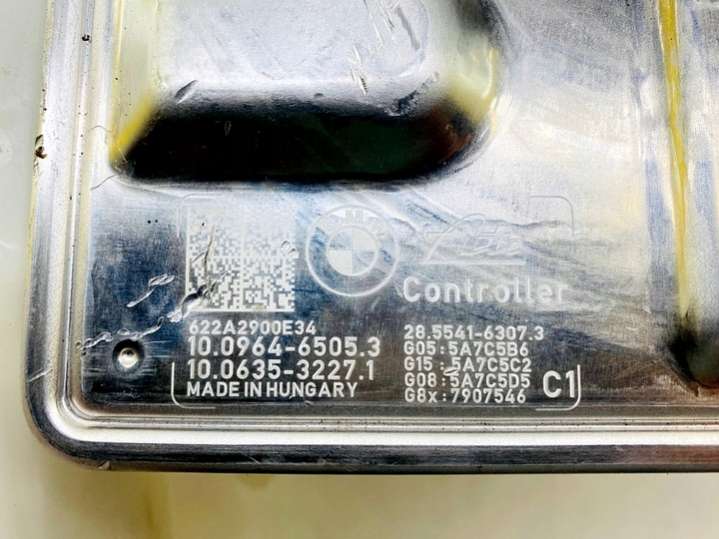 BMW
Controller
622A2900E34
10.0964-6505.3
10.0635-3227.1
MADE IN HUNGARY
28.5541-6307.3
G05:5A7C5B6
G15:5A7C5C2
G08:5A7C5D5
G8x:7907546
C1